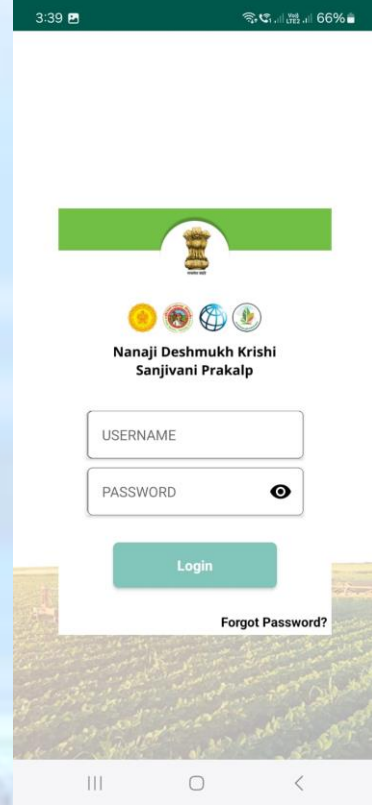 3:39
66%
Nanaji Deshmukh Krishi
Sanjivani Prakalp
USERNAME
PASSWORD
Login
Forgot Password?